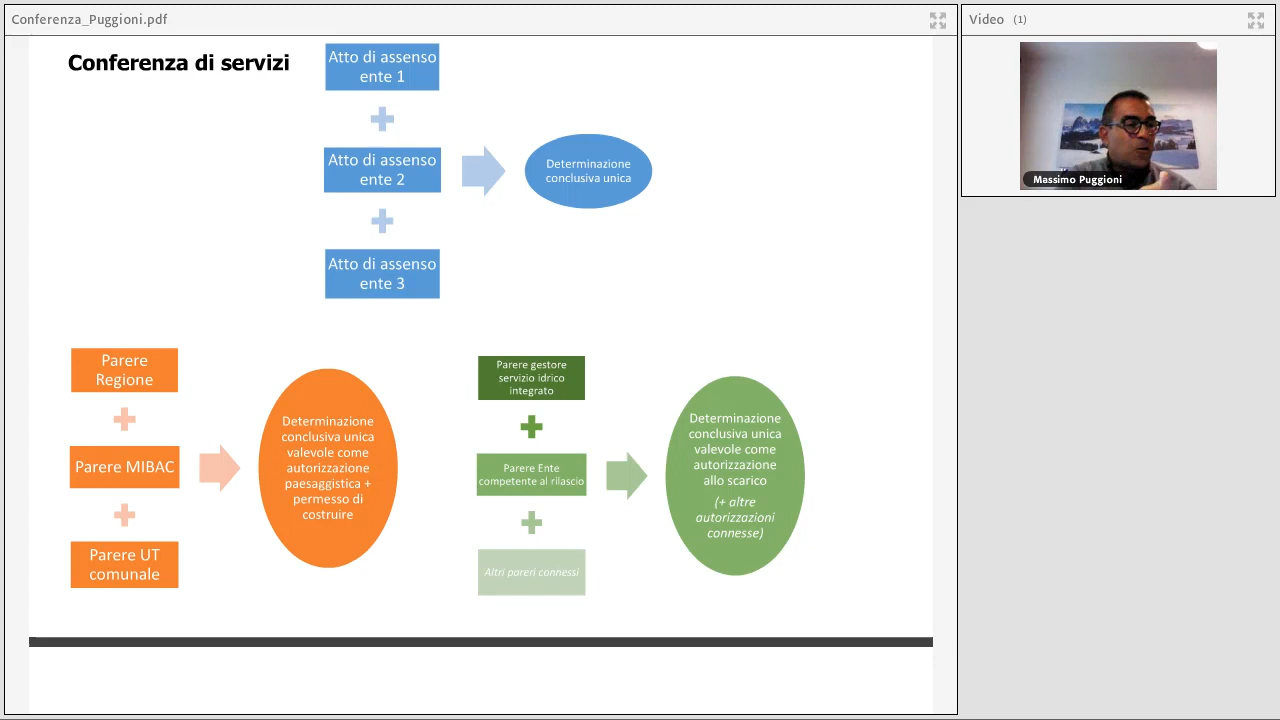 Conferenza_Puggioni.pdf
Video (1)
Conferenza di servizi
Atto di assenso
ente 1
Atto di assenso
ente 2
Atto di assenso
ente 3
Determinazione
conclusiva unica
Massimo Puggioni
Parere
Regione
Parere MIBAC
Parere UT
comunale
Determinazione
conclusiva unica
valevole come
autorizzazione
paesaggistica +
permesso di
costruire
Parere gestore
servizio idrico
integrato
Parere Ente
competente al rilascio
Altri pareri connessi
Determinazione
conclusiva unica
valevole come
autorizzazione
allo scarico
(+ altre
autorizzazioni
connesse)